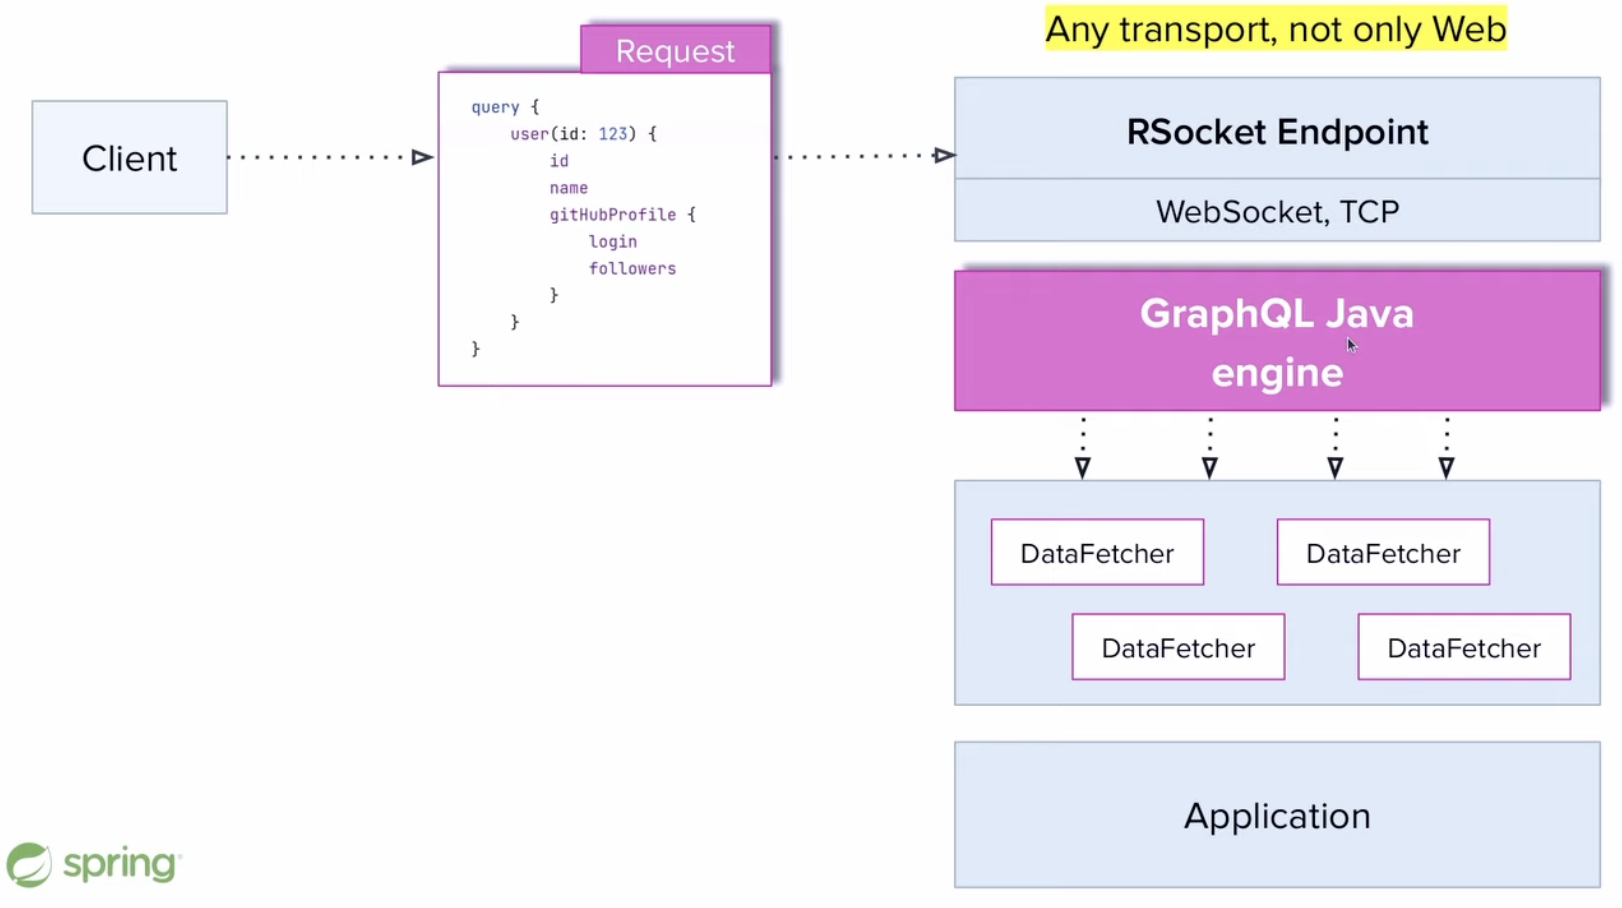 Any transport, not only Web
Request
Client
query {
user(id: 123) {
id
name
gitHubProfile {
login
followers
}
}
}
RSocket Endpoint
WebSocket, TCP
GraphQL Java
engine
DataFetcher
DataFetcher
DataFetcher
DataFetcher
Application
spring